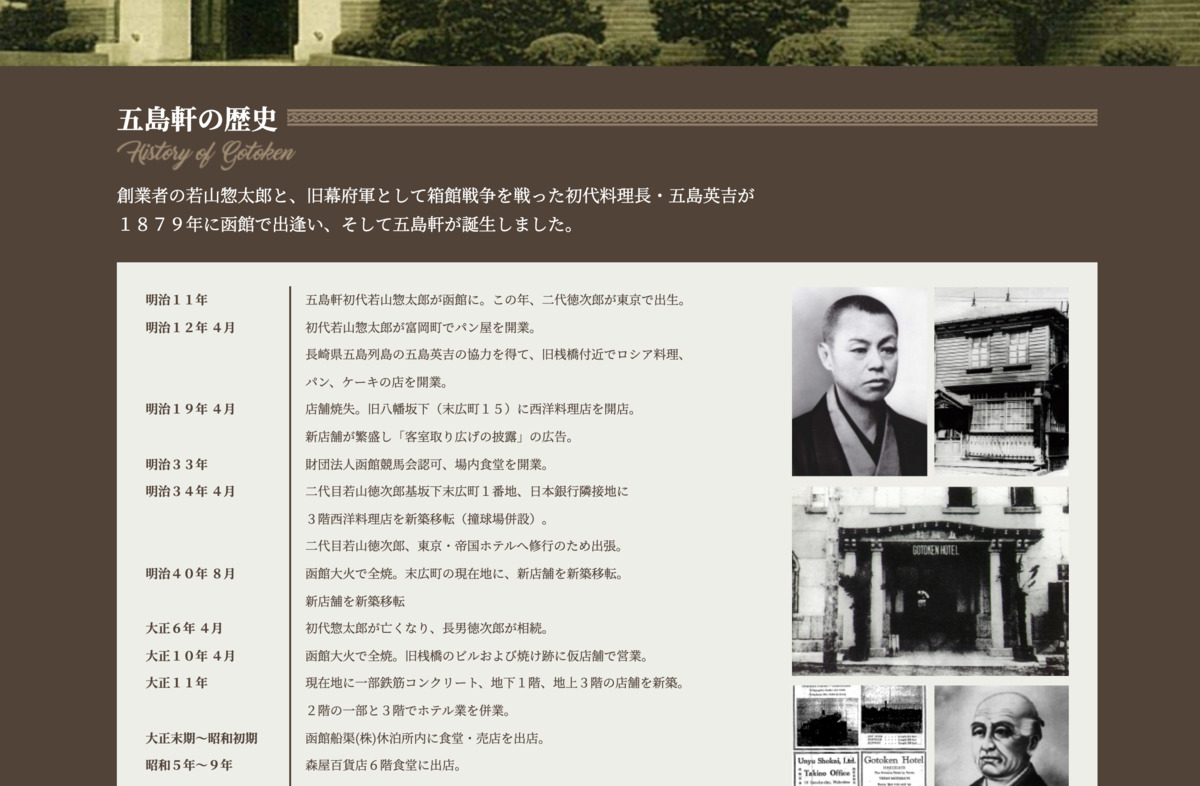 五島軒の歴史
History of Gotoken
創業者の若山惣太郎と、旧幕府軍として箱館戦争を戦った初代料理長・五島英吉が
１８７９年に函館で出逢い、そして五島軒が誕生しました。
明治１１年 五島軒初代若山惣太郎が函館に。この年、二代徳次郎が東京で出生。
明治１２年 ４月 初代若山惣太郎が富岡町でパン屋を開業。
長崎県五島列島の五島英吉の協力を得て、旧桟橋付近でロシア料理、
パン、ケーキの店を開業。
明治１９年 ４月 店舗焼失。旧八幡坂下（末広町１５）に西洋料理店を開店。
新店舗が繁盛し「客室取り広げの披露」の広告。
明治３３年 財団法人函館競馬会認可、場内食堂を開業。
明治３４年 ４月 二代目若山徳次郎基坂下末広町１番地、日本銀行隣接地に
３階西洋料理店を新築移転（撞球場併設）。
二代目若山徳次郎、東京・帝国ホテルへ修行のため出張。
明治４０年 ８月 函館大火で全焼。末広町の現在地に、新店舗を新築移転。
新店舗を新築移転
大正６年 ４月 初代惣太郎が亡くなり、長男徳次郎が相続。
大正１０年 ４月 函館大火で全焼。旧桟橋のビルおよび焼け跡に仮店舗で営業。
大正１１年 現在地に一部鉄筋コンクリート、地下１階、地上３階の店舗を新築。
２階の一部と３階でホテル業を併業。
大正末期～昭和初期 函館船渠(株)休泊所内に食堂・売店を出店。
昭和５年～９年 森屋百貨店６階食堂に出店。
GOTOKEN HOTEL
Unyu Shokai, Ltd.
Takino Office
Gotoken Hotel